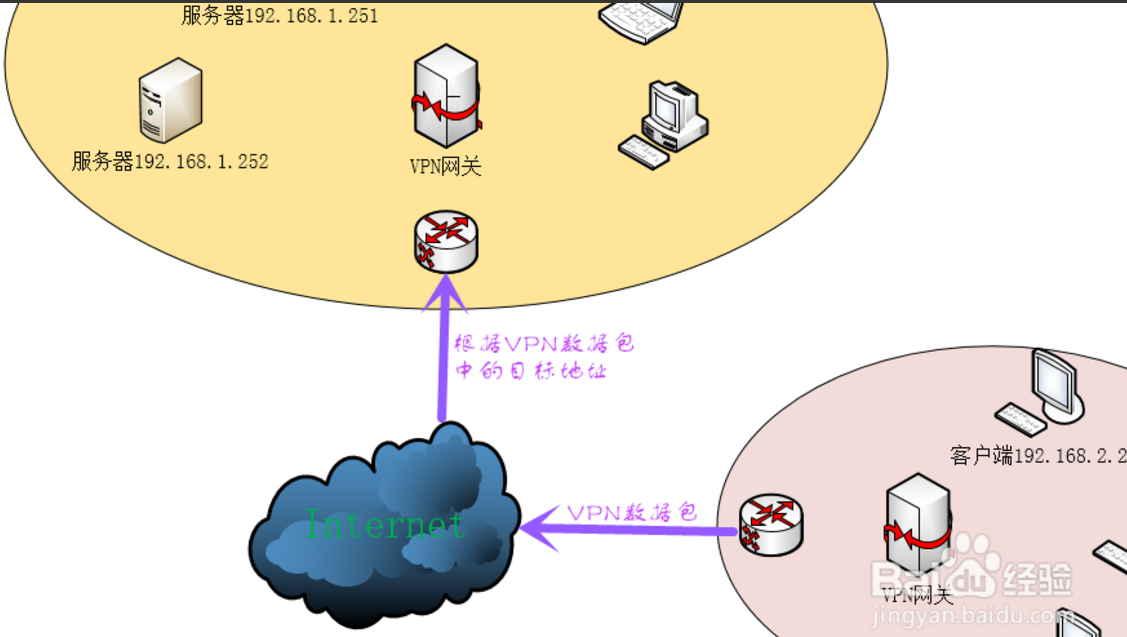 服务器192.168.1.251
服务器192.168.1.252
VPN网关
根据VPN数据包
中的目标地址
客户端192.168.2.2
Internet
VPN数据包
VPN网关
Baidu经验
jingyan.baidu.com